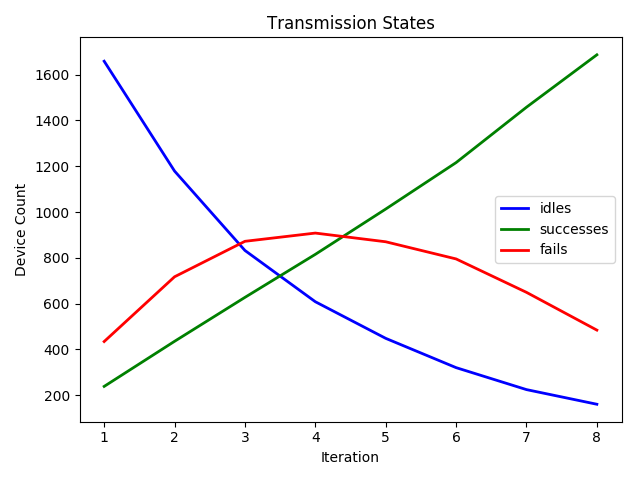 Transmission States
Device Count
1600
1400
1200
1000
800
600
400
200
idles
successes
fails
1 2 3 4 5 6 7 8
Iteration